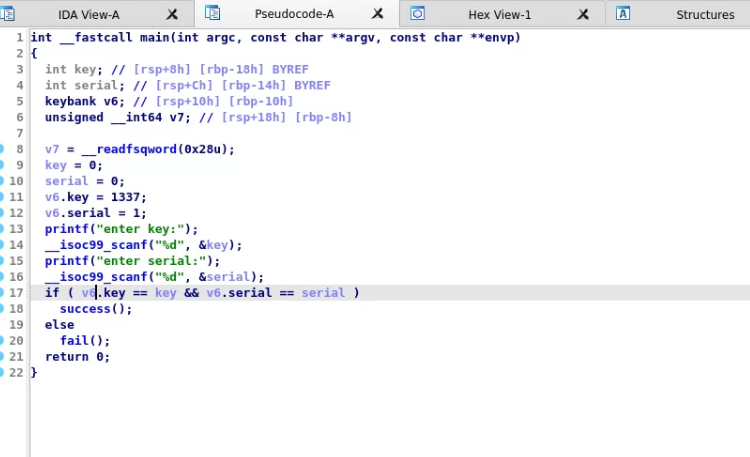 IDA View-A Pseudocode-A Hex View-1 A Structures
1 int __fastcall main(int argc, const char **argv, const char **envp)
2 {
3   int key; // [rsp+8h] [rbp-18h] BYREF
4   int serial; // [rsp+Ch] [rbp-14h] BYREF
5   keybank v6; // [rsp+10h] [rbp-10h]
6   unsigned __int64 v7; // [rsp+18h] [rbp-8h]
7
8   v7 = __readfsqword(0x28u);
9   key = 0;
10   serial = 0;
11   v6.key = 1337;
12   v6.serial = 1;
13   printf("enter key:");
14   __isoc99_scanf("%d", &key);
15   printf("enter serial:");
16   __isoc99_scanf("%d", &serial);
17   if ( v6.key == key && v6.serial == serial )
18     success();
19   else
20     fail();
21   return 0;
22 }